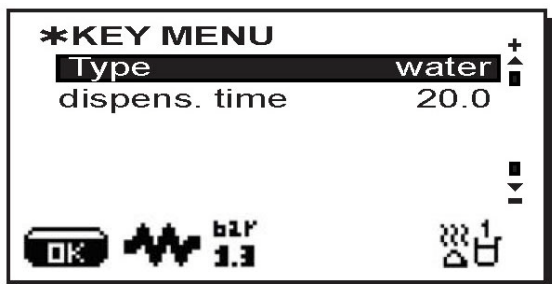 *KEY MENU
Type water
dispens. time 20.0
+
-
OK
bar
1.3
1